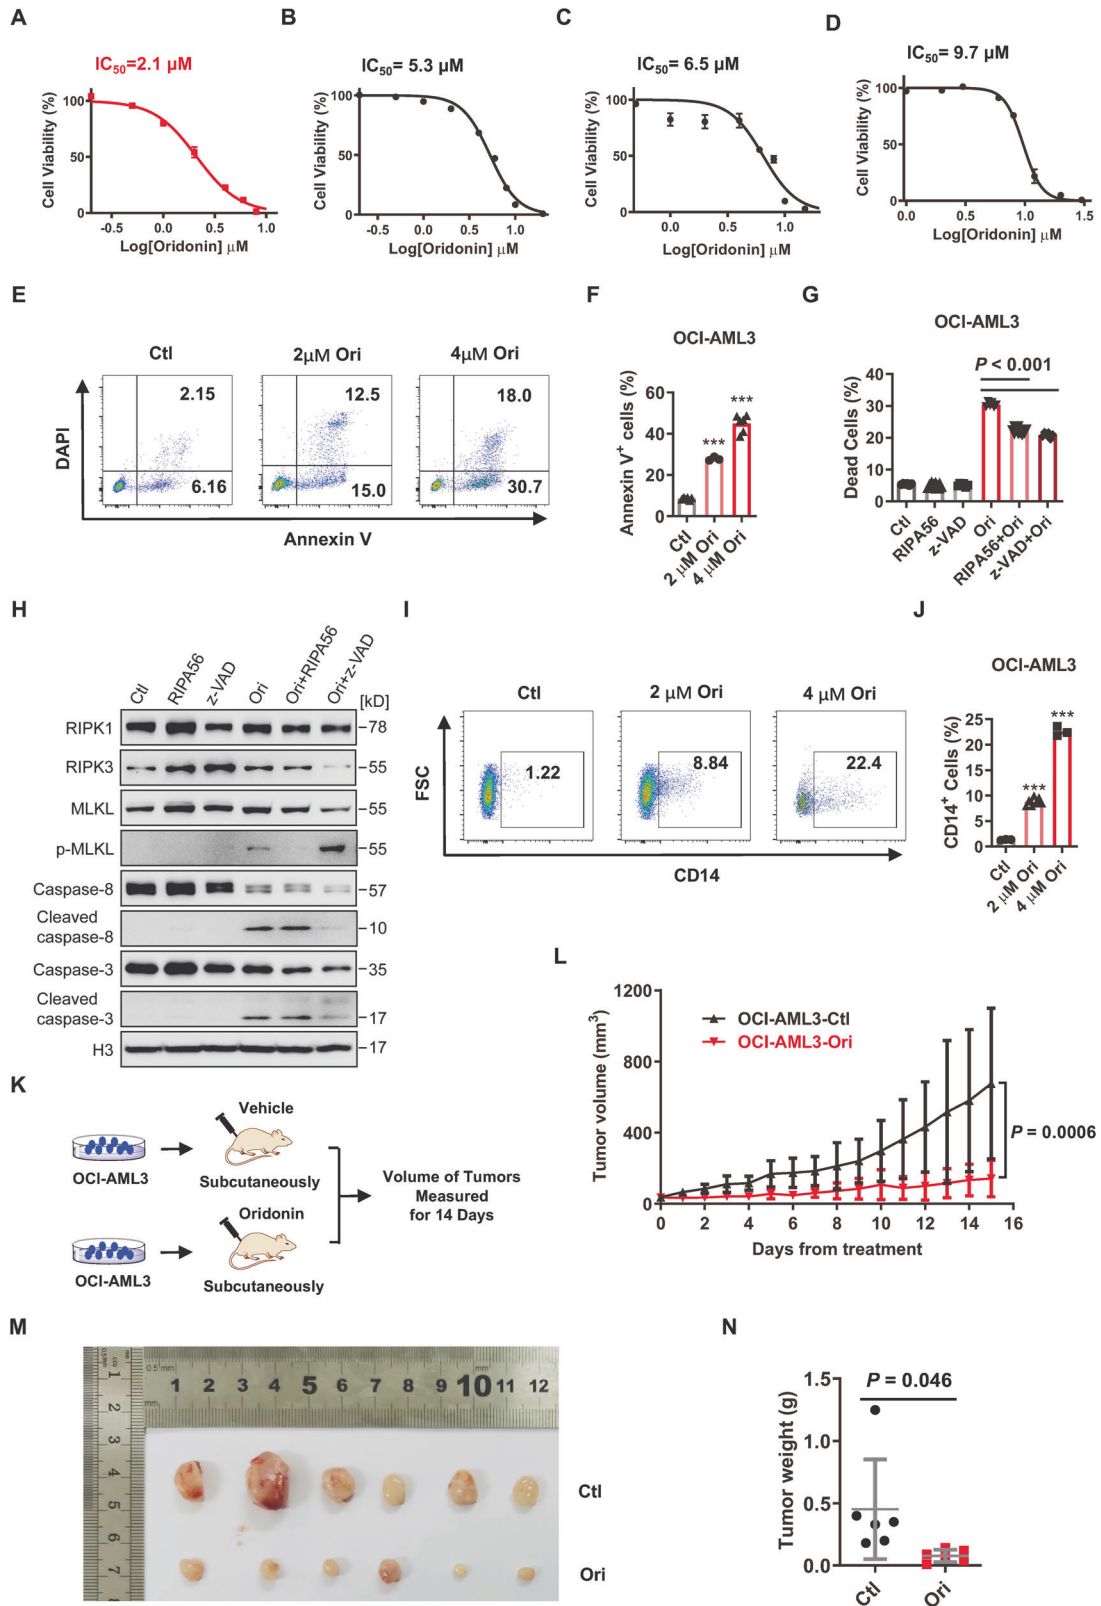 A
B
C
D
IC50=2.1 µM
IC50= 5.3 µM
IC50= 6.5 µM
IC50= 9.7 µM
Cell Viability (%)
100
50
0
-0.5 0.0 0.5 1.0
Log[Oridonin] µM
Cell Viability (%)
100
50
0
-0.5 0.0 0.5 1.0
Log[Oridonin] µM
Cell Viability (%)
100
50
0
0.0 0.5 1.0
Log[Oridonin] µM
Cell Viability (%)
100
50
0
0.0 0.5 1.0 1.5
Log[Oridonin] µM
E
Ctl
2µM Ori
4µM Ori
2.15
12.5
18.0
6.16
15.0
30.7
DAPI
Annexin V
F
OCI-AML3
Annexin V+ cells (%)
60
40
20
0
***
***
Ctl
2 µM Ori
4 µM Ori
G
OCI-AML3
P < 0.001
Dead Cells (%)
40
30
20
10
0
Ctl
RIPA56
z-VAD
Ori
RIPA56+Ori
z-VAD+Ori
H
Ctl
RIPA56
z-VAD
Ori
Ori+RIPA56
Ori+z-VAD
[kD]
RIPK1 78
RIPK3 55
MLKL 55
p-MLKL 55
Caspase-8 57
Cleaved
caspase-8 10
Caspase-3 35
Cleaved
caspase-3 17
H3 17
I
Ctl
2 µM Ori
4 µM Ori
1.22
8.84
22.4
FSC
CD14
J
OCI-AML3
CD14+ Cells (%)
25
20
15
10
5
0
***
***
Ctl
2 µM Ori
4 µM Ori
K
Vehicle
OCI-AML3
Subcutaneously
Oridonin
OCI-AML3
Subcutaneously
Volume of Tumors
Measured
for 14 Days
L
Tumor volume (mm3)
1200
800
400
0
OCI-AML3-Ctl
OCI-AML3-Ori
P = 0.0006
0 2 4 6 8 10 12 14 16
Days from treatment
M
0.5 mm
mm
mm
1 2 3 4 5 6 7 8 9 10 11 12
1
2
3
4
5
6
7
Ctl
Ori
N
P = 0.046
Tumor weight (g)
1.5
1.0
0.5
0.0
Ctl
Ori